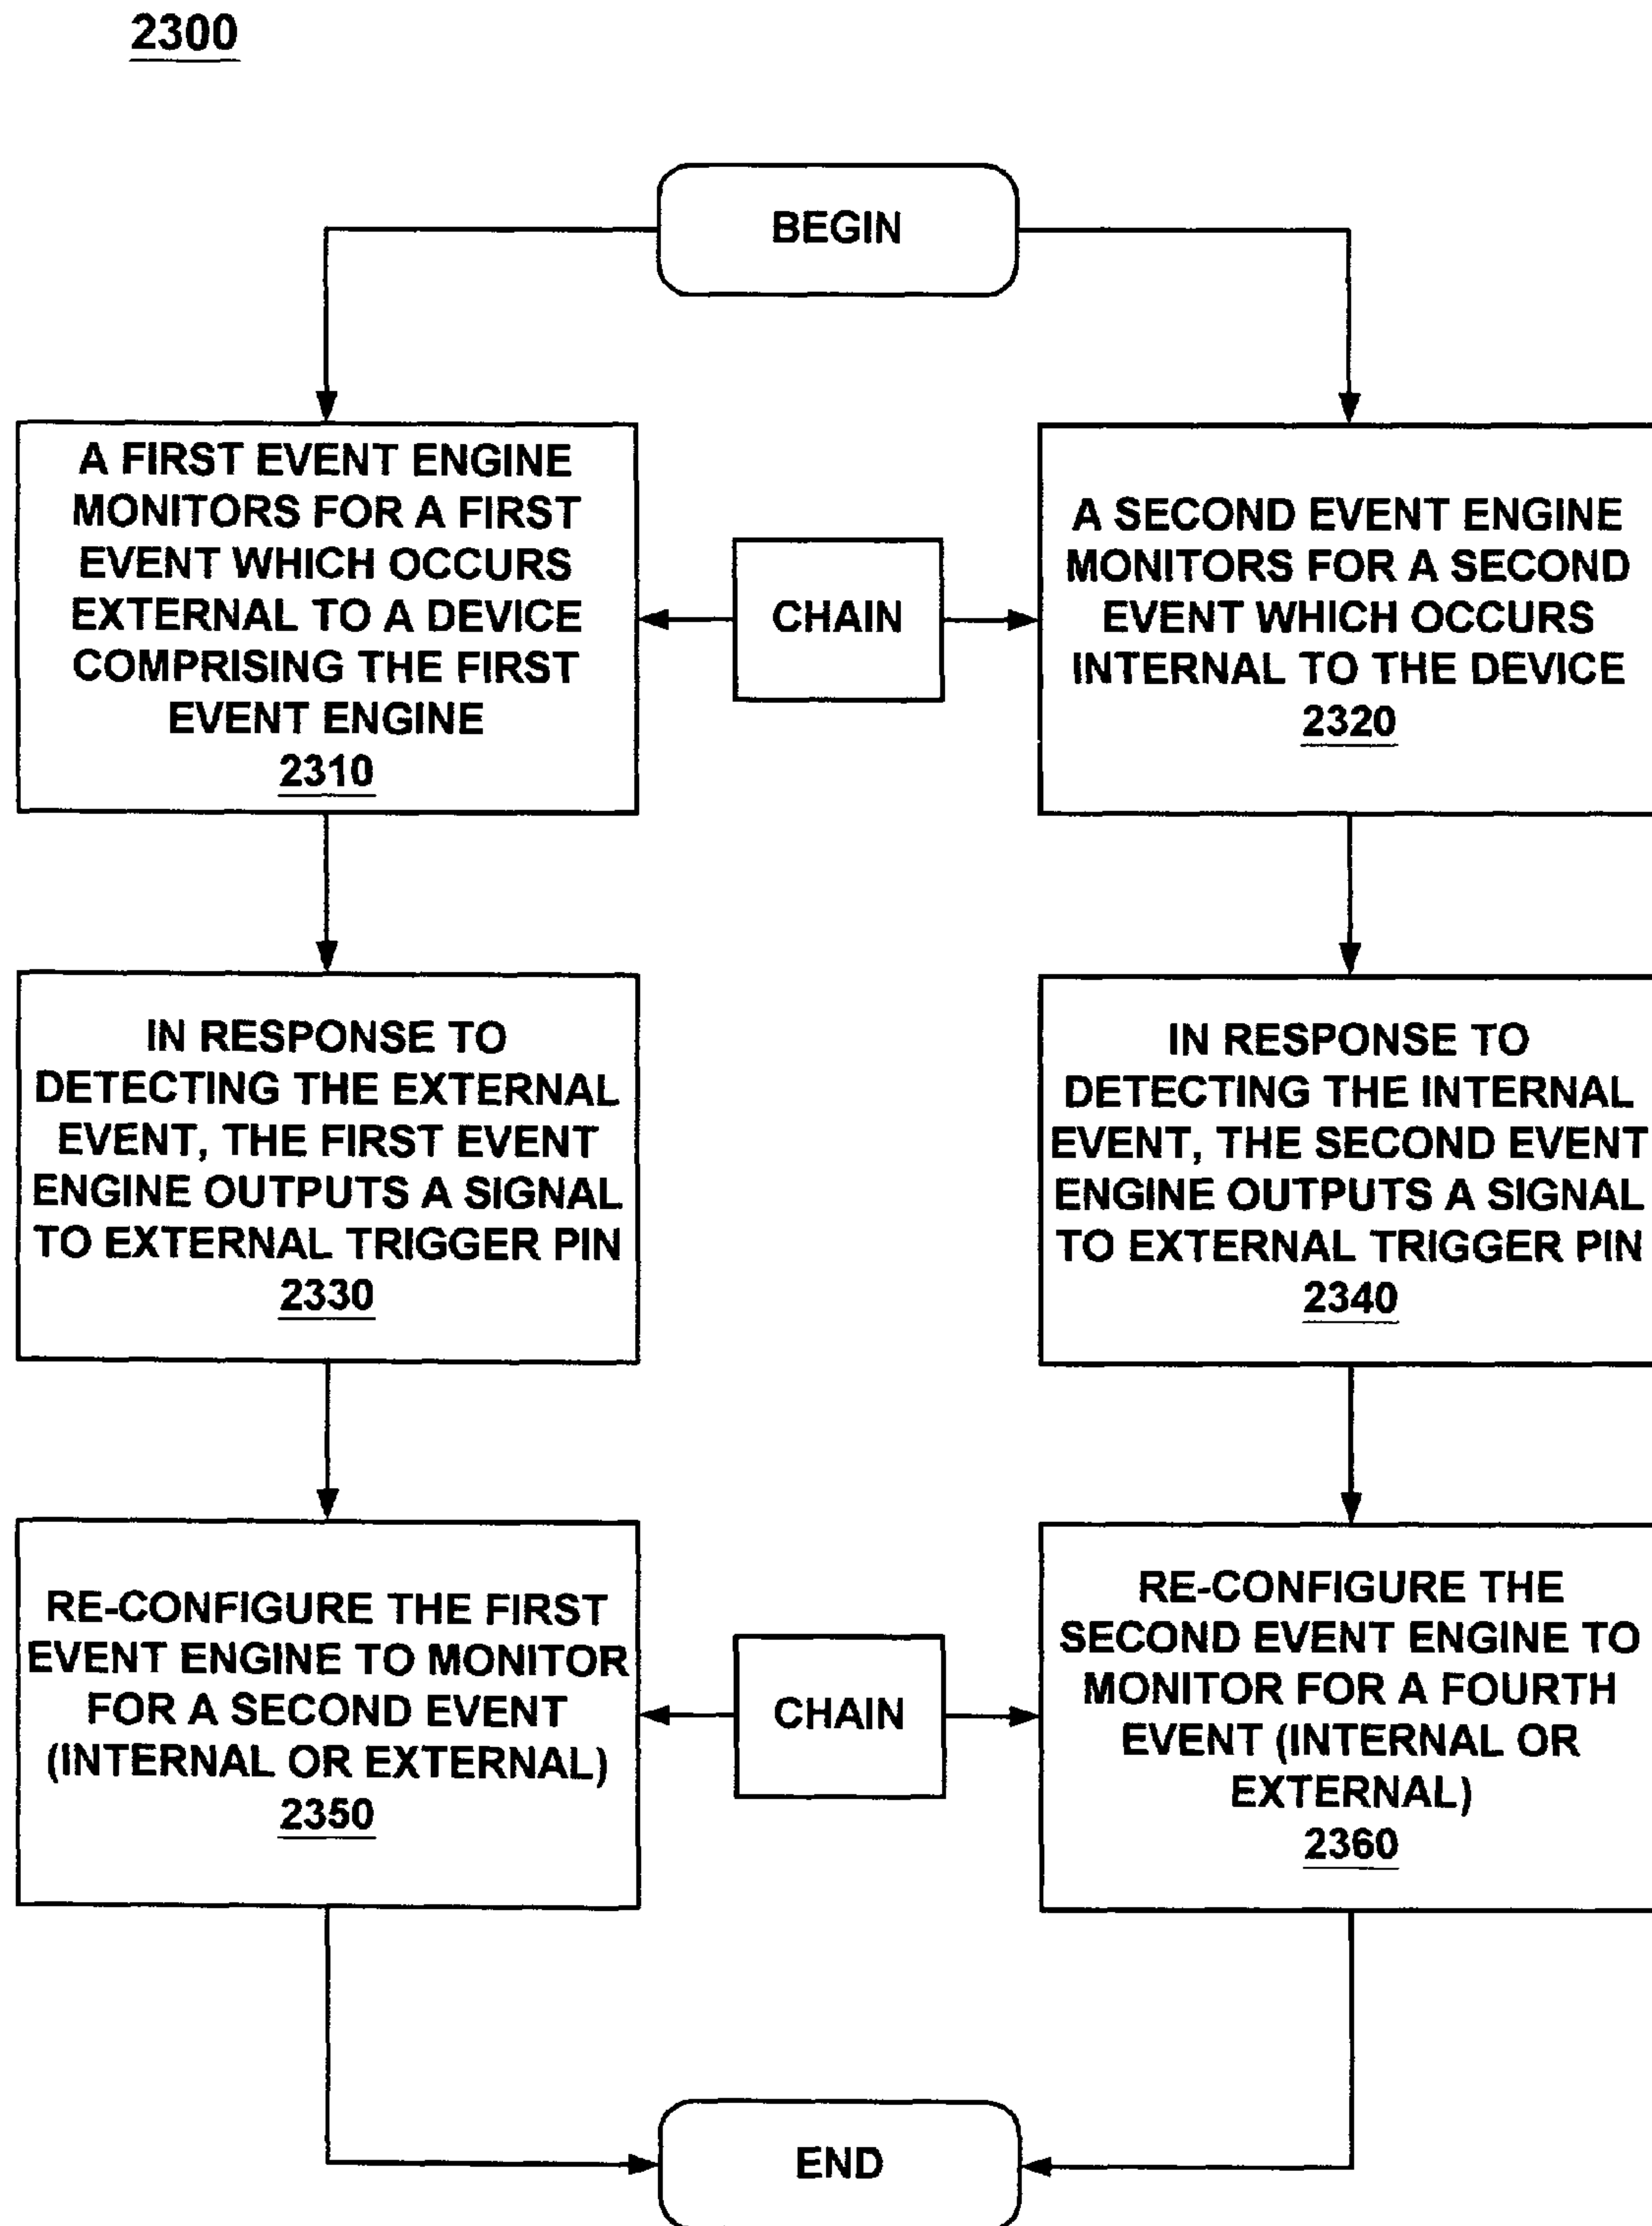 2300
BEGIN
A FIRST EVENT ENGINE
MONITORS FOR A FIRST
EVENT WHICH OCCURS
EXTERNAL TO A DEVICE
COMPRISING THE FIRST
EVENT ENGINE
2310
CHAIN
A SECOND EVENT ENGINE
MONITORS FOR A SECOND
EVENT WHICH OCCURS
INTERNAL TO THE DEVICE
2320
IN RESPONSE TO
DETECTING THE EXTERNAL
EVENT, THE FIRST EVENT
ENGINE OUTPUTS A SIGNAL
TO EXTERNAL TRIGGER PIN
2330
IN RESPONSE TO
DETECTING THE INTERNAL
EVENT, THE SECOND EVENT
ENGINE OUTPUTS A SIGNAL
TO EXTERNAL TRIGGER PIN
2340
RE-CONFIGURE THE FIRST
EVENT ENGINE TO MONITOR
FOR A SECOND EVENT
(INTERNAL OR EXTERNAL)
2350
CHAIN
RE-CONFIGURE THE
SECOND EVENT ENGINE TO
MONITOR FOR A FOURTH
EVENT (INTERNAL OR
EXTERNAL)
2360
END